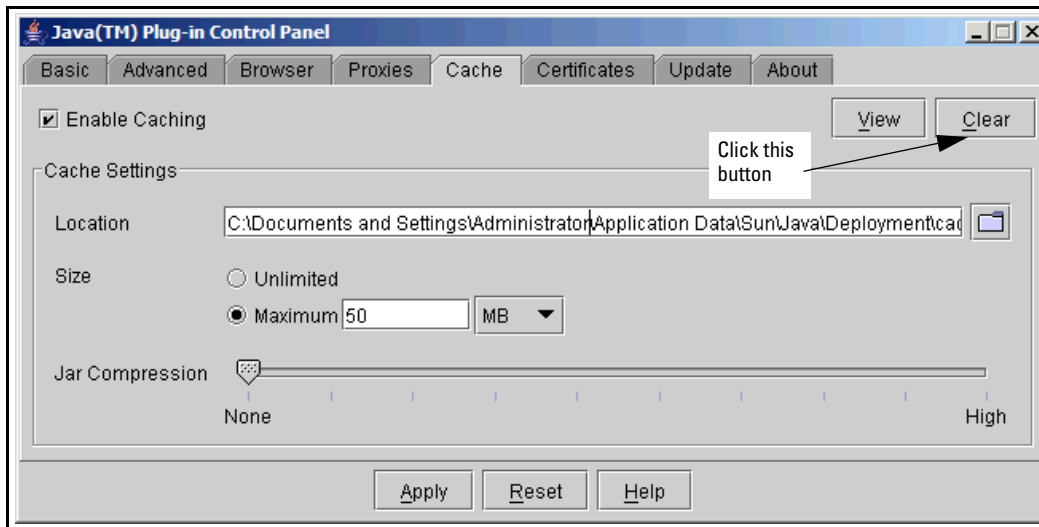 Java(TM) Plug-in Control Panel
Basic Advanced Browser Proxies Cache Certificates Update About
Enable Caching View Clear
Click this
button
Cache Settings
Location C:\Documents and Settings\Administrator\Application Data\Sun\Java\Deployment\cac
Size Unlimited
Maximum 50 MB
Jar Compression
None High
Apply Reset Help